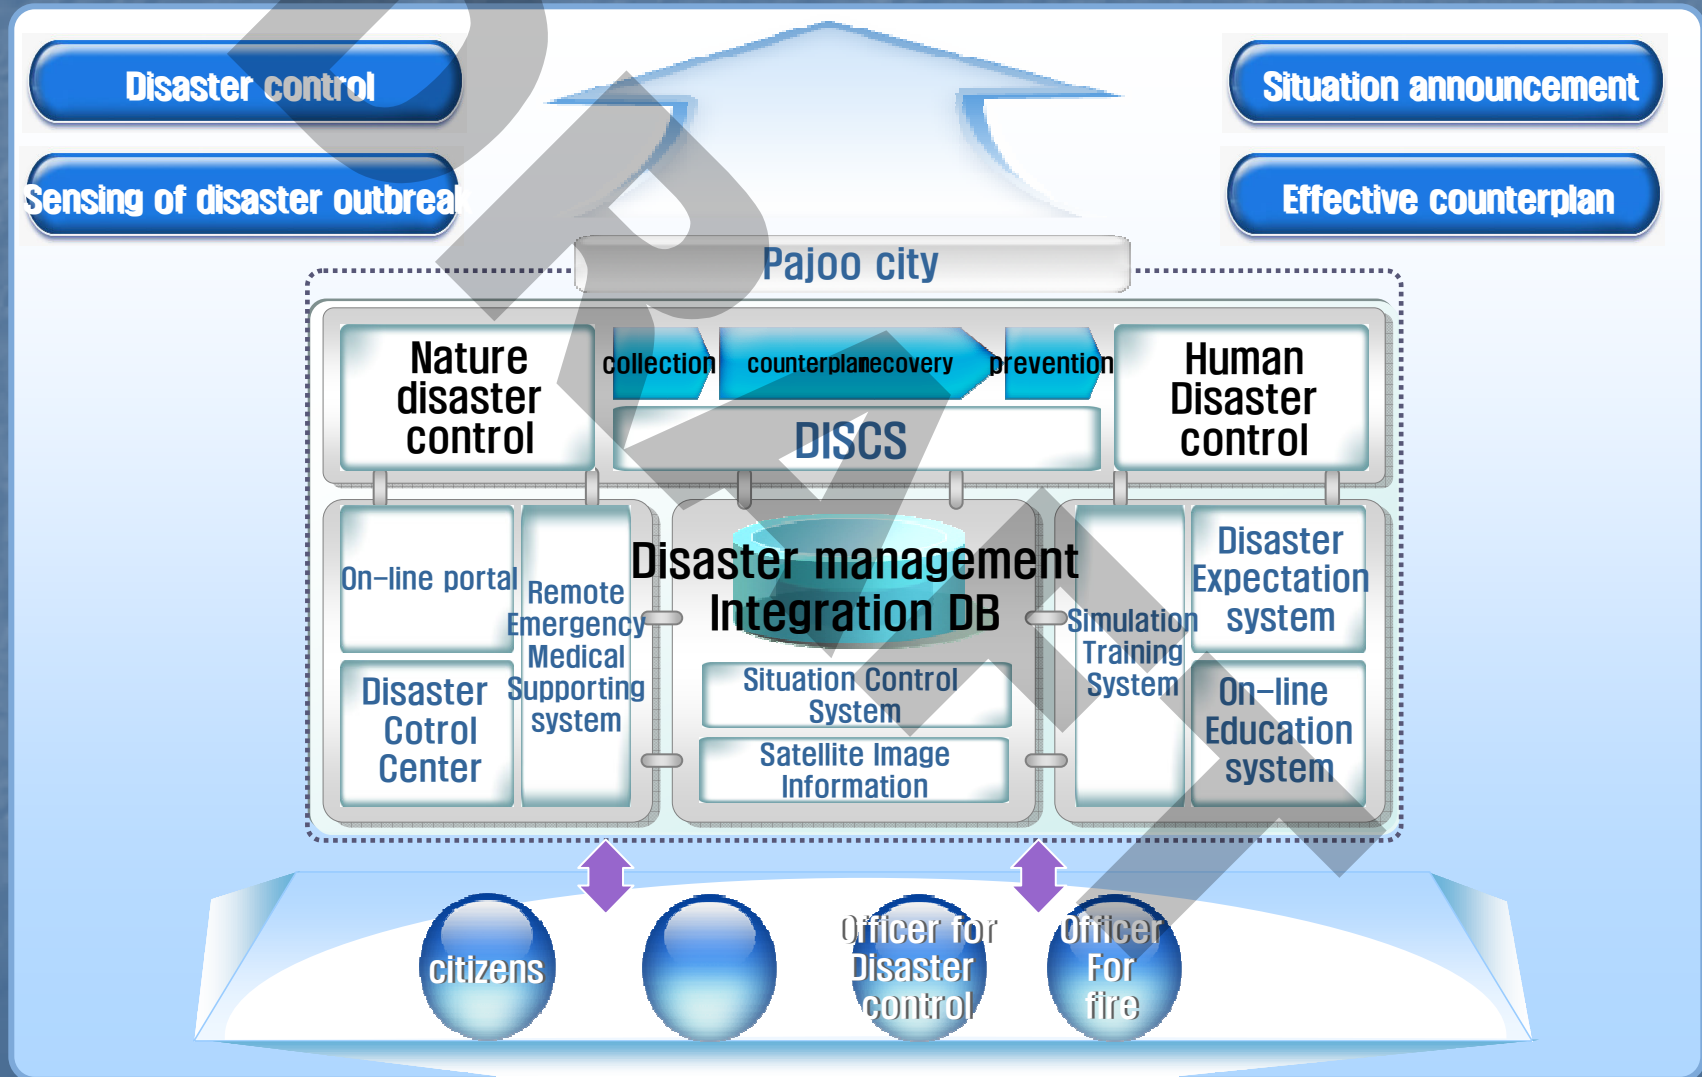 Disaster control
Situation announcement
Sensing of disaster outbreak
Effective counterplan
Pajoo city
Nature
disaster
control
collection
counterplan
recovery
prevention
Human
Disaster
control
DISCS
On-line portal
Remote
Emergency
Medical
Supporting
system
Disaster
Cotrol
Center
Disaster management
Integration DB
Situation Control
System
Satellite Image
Information
Simulation
Training
System
Disaster
Expectation
system
On-line
Education
system
citizens
Officer for
Disaster
control
Officer
For
fire
DRAFT